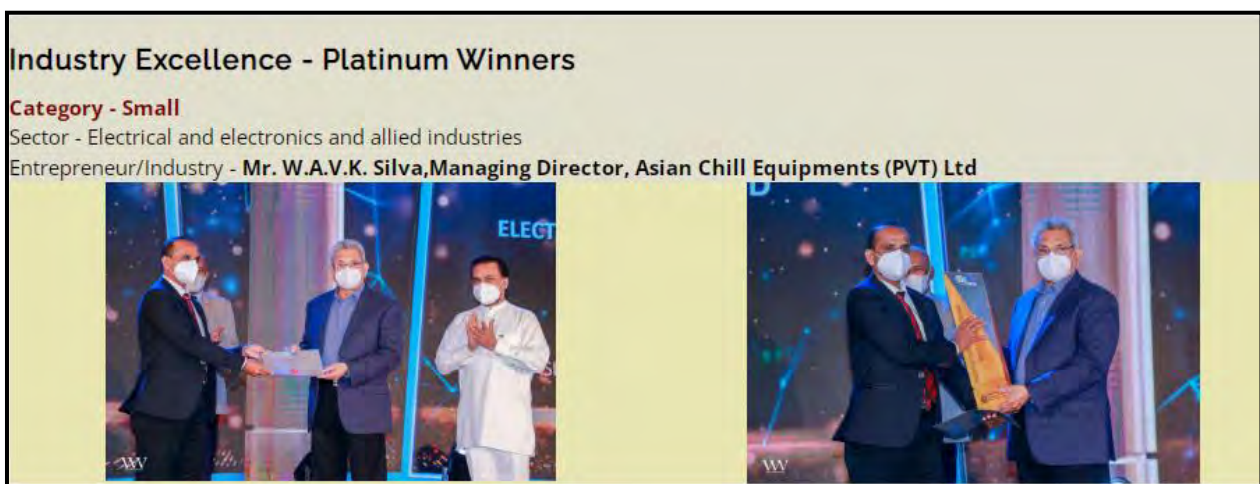 Industry Excellence - Platinum Winners
Category - Small
Sector - Electrical and electronics and allied industries
Entrepreneur/Industry - Mr. W.A.V.K. Silva,Managing Director, Asian Chill Equipments (PVT) Ltd
ELECT
D